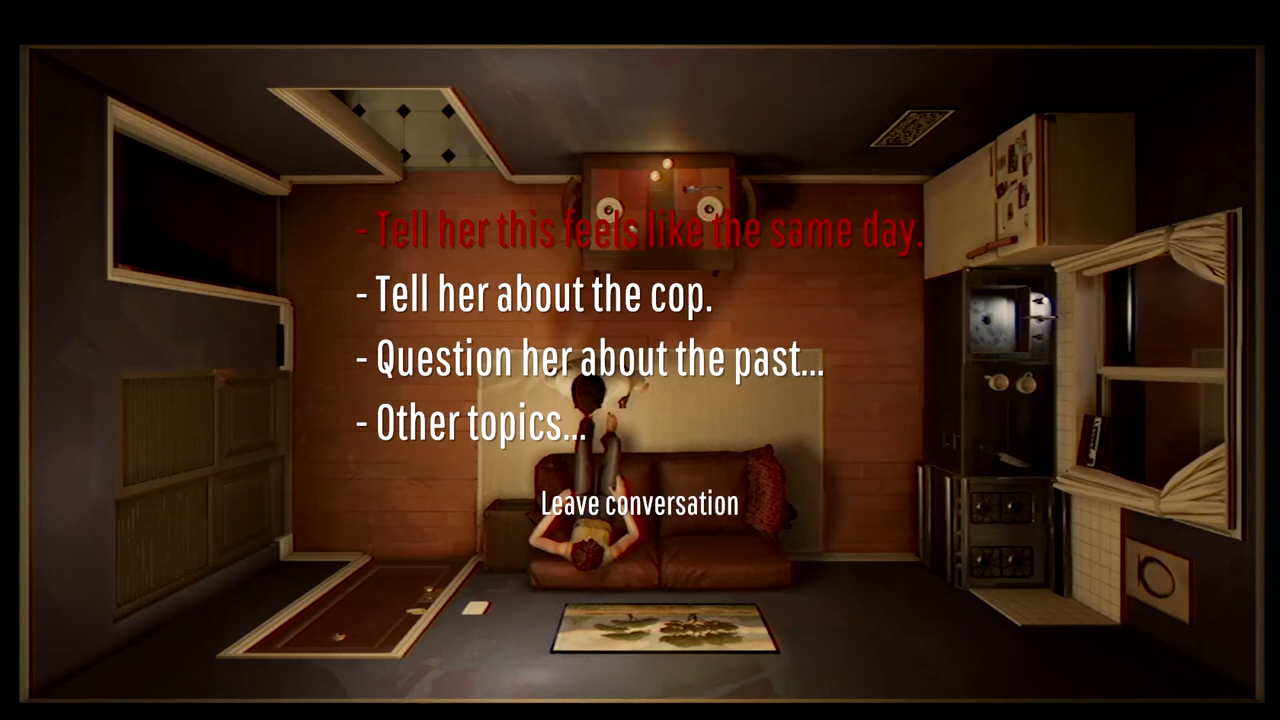 - Tell her this feels like the same day.
- Tell her about the cop.
- Question her about the past...
- Other topics...
Leave conversation